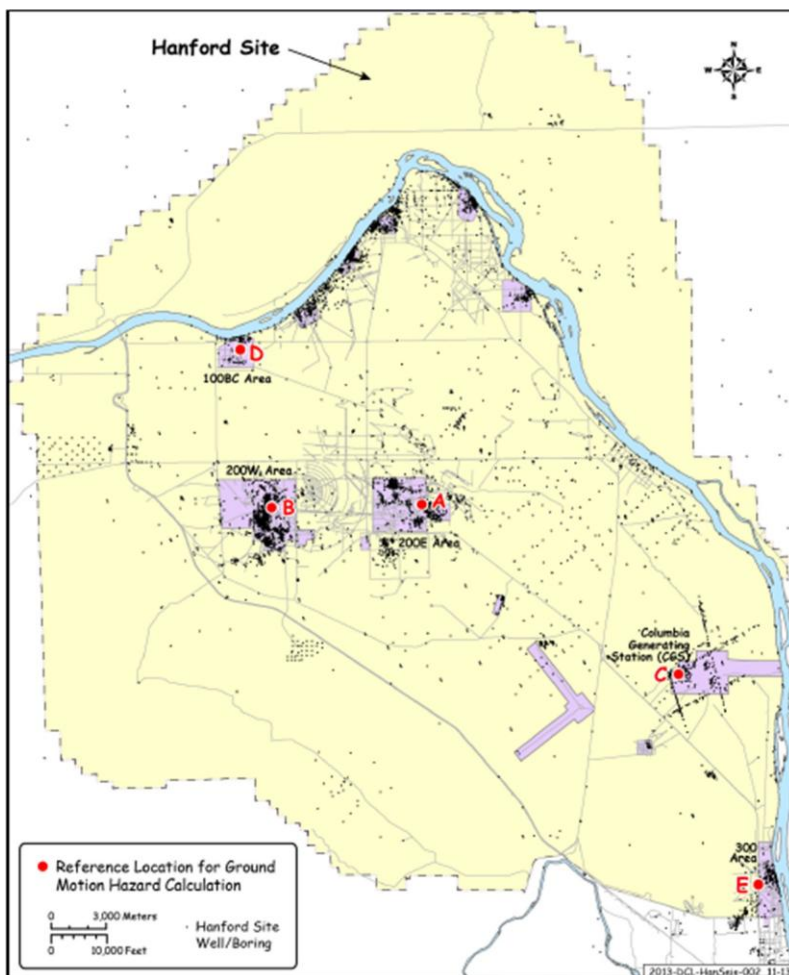 Hanford Site
N
W
E
S
D
100BC Area
200W Area
B
A
200E Area
Columbia
Generating
Station (CGS)
C
300
Area
E
Reference Location for Ground
Motion Hazard Calculation
0 3,000 Meters
0 10,000 Feet
Hanford Site
Well/Boring